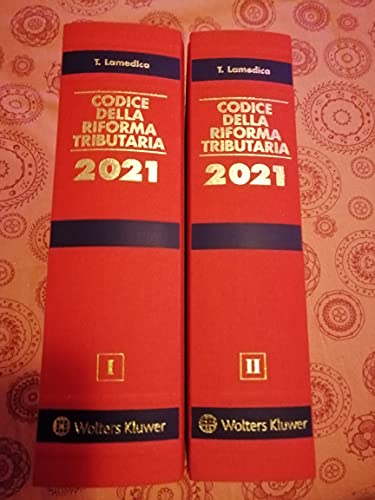 T. Lamedica
CODICE
DELLA
RIFORMA
TRIBUTARIA
2021
I
Wolters Kluwer
T. Lamedica
CODICE
DELLA
RIFORMA
TRIBUTARIA
2021
II
Wolters Kluwer